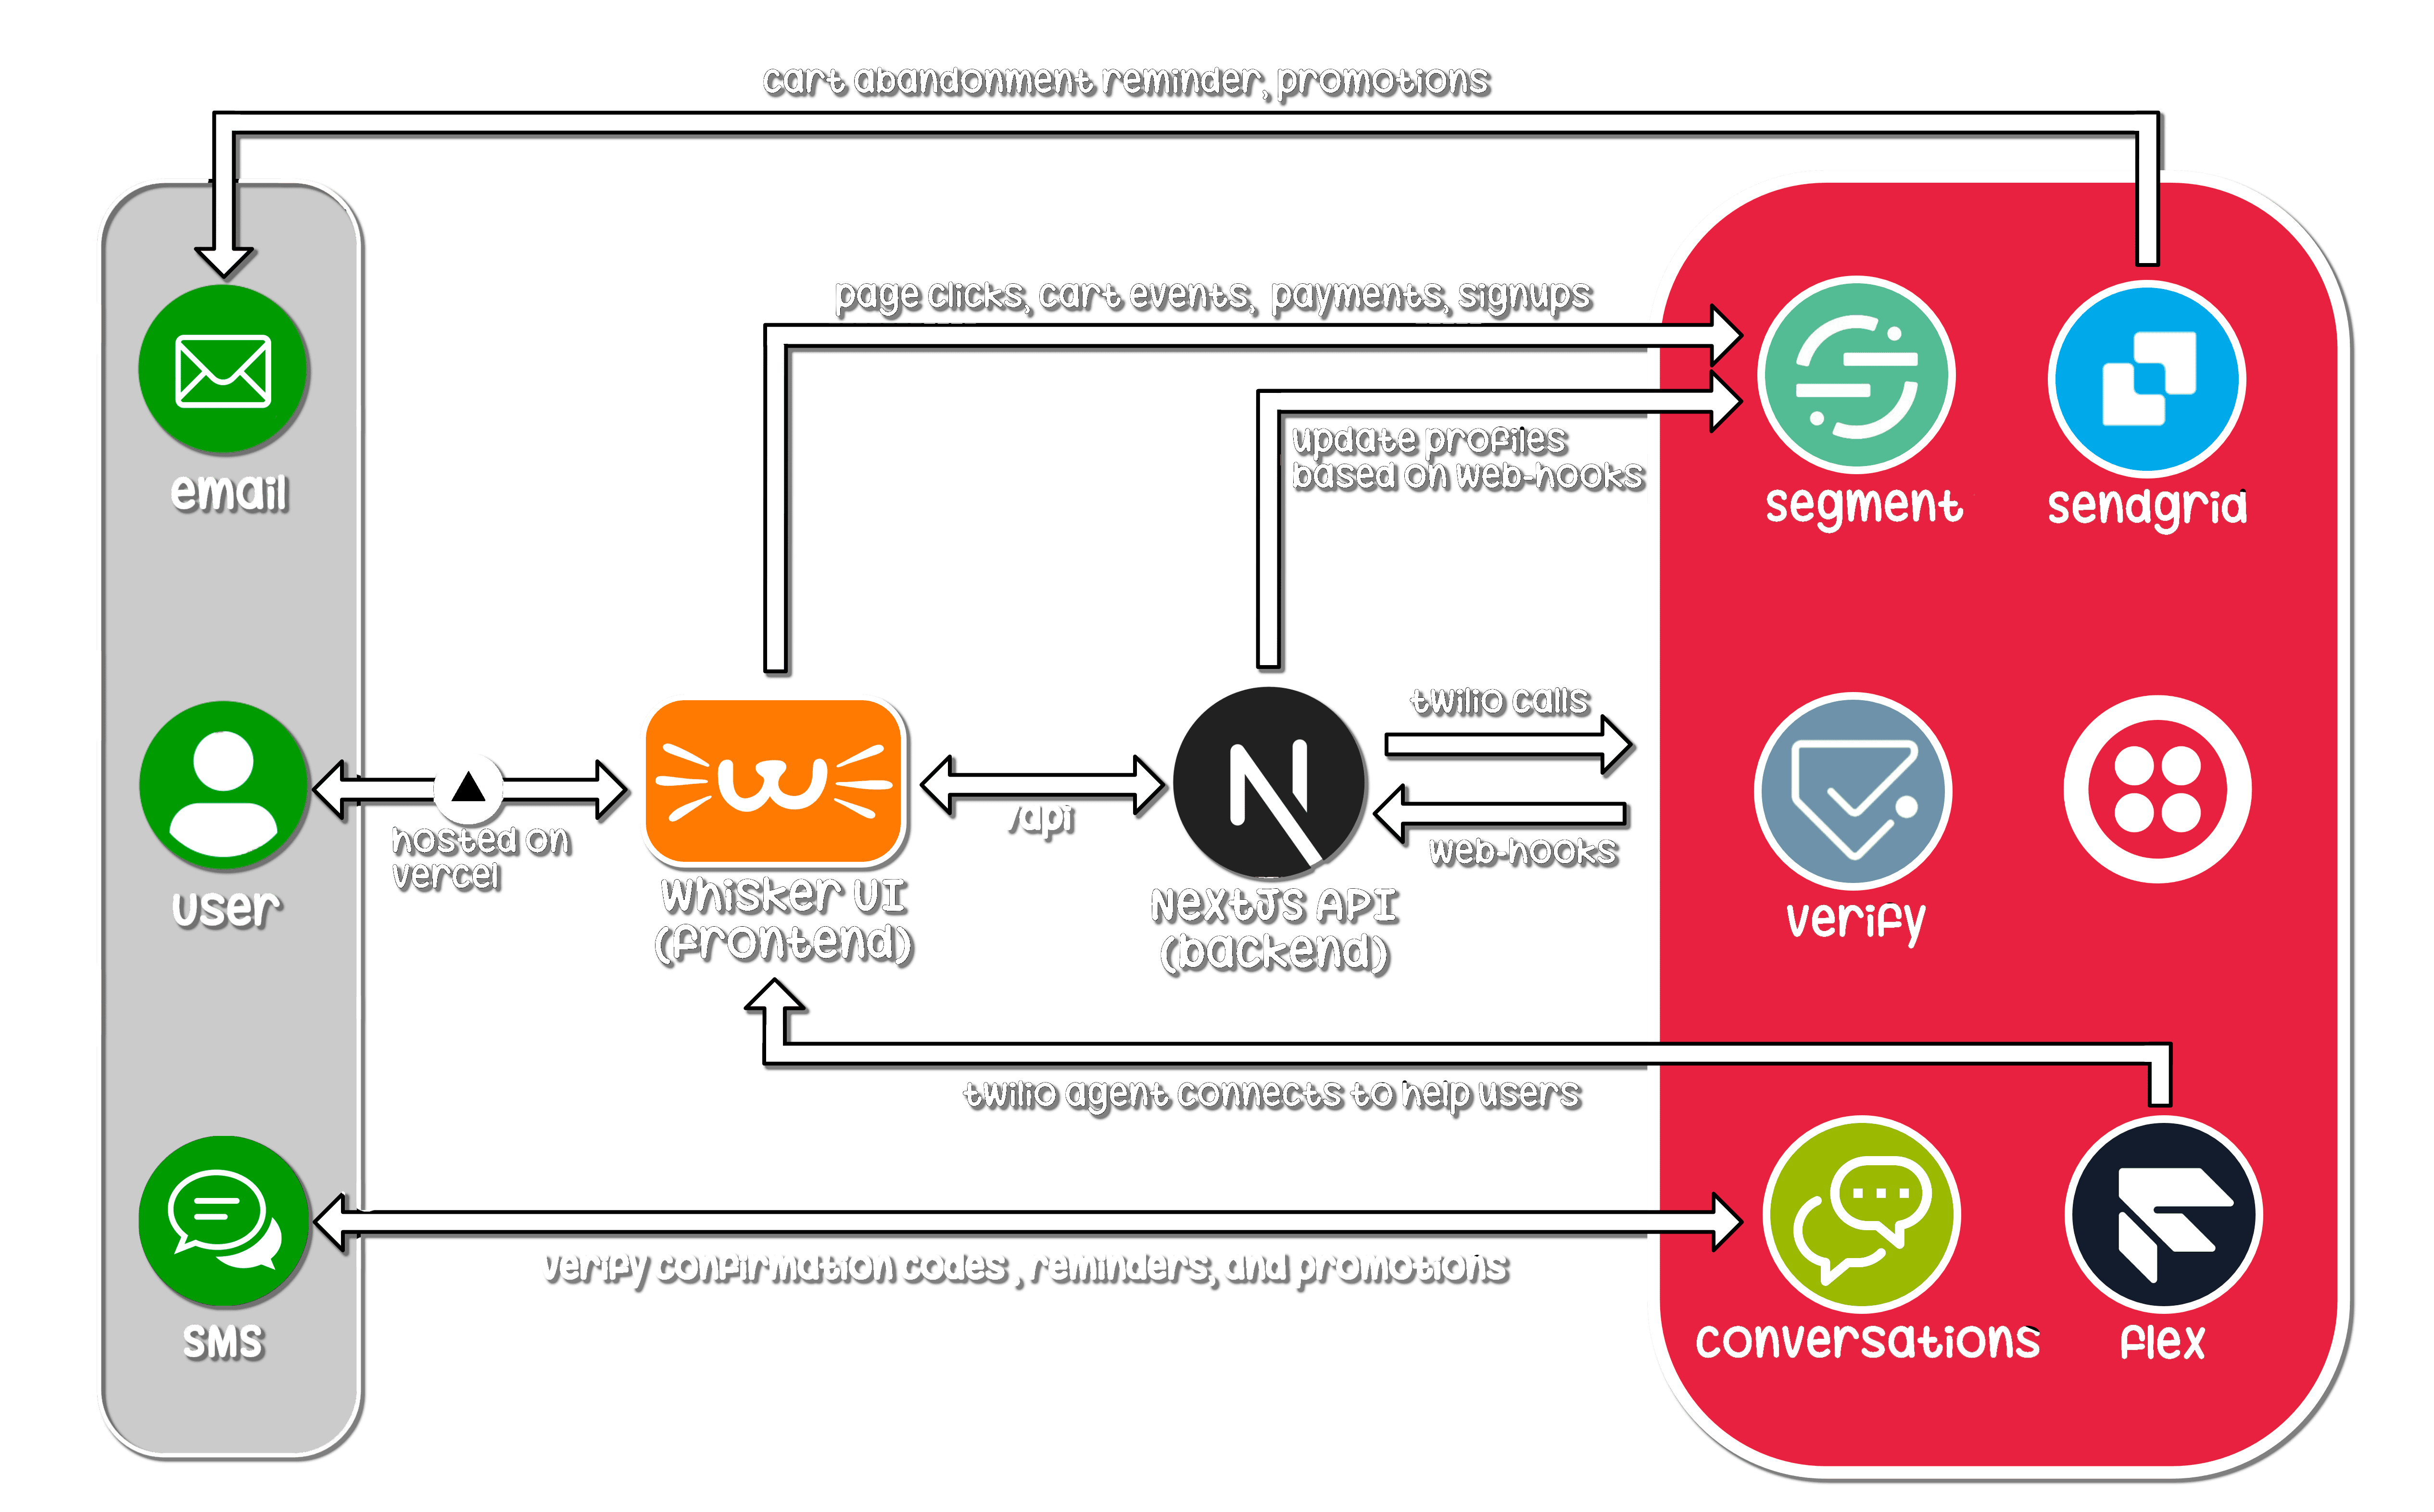 cart abandonment reminder, promotions
page clicks, cart events, payments, signups
update profiles
based on web-hooks
email
segment
sendgrid
twilio calls
/api
hosted on
vercel
web-hooks
user
Whisker UI
(frontend)
NextJS API
(backend)
verify
twilio agent connects to help users
verify confirmation codes, reminders, and promotions
SMS
conversations
flex